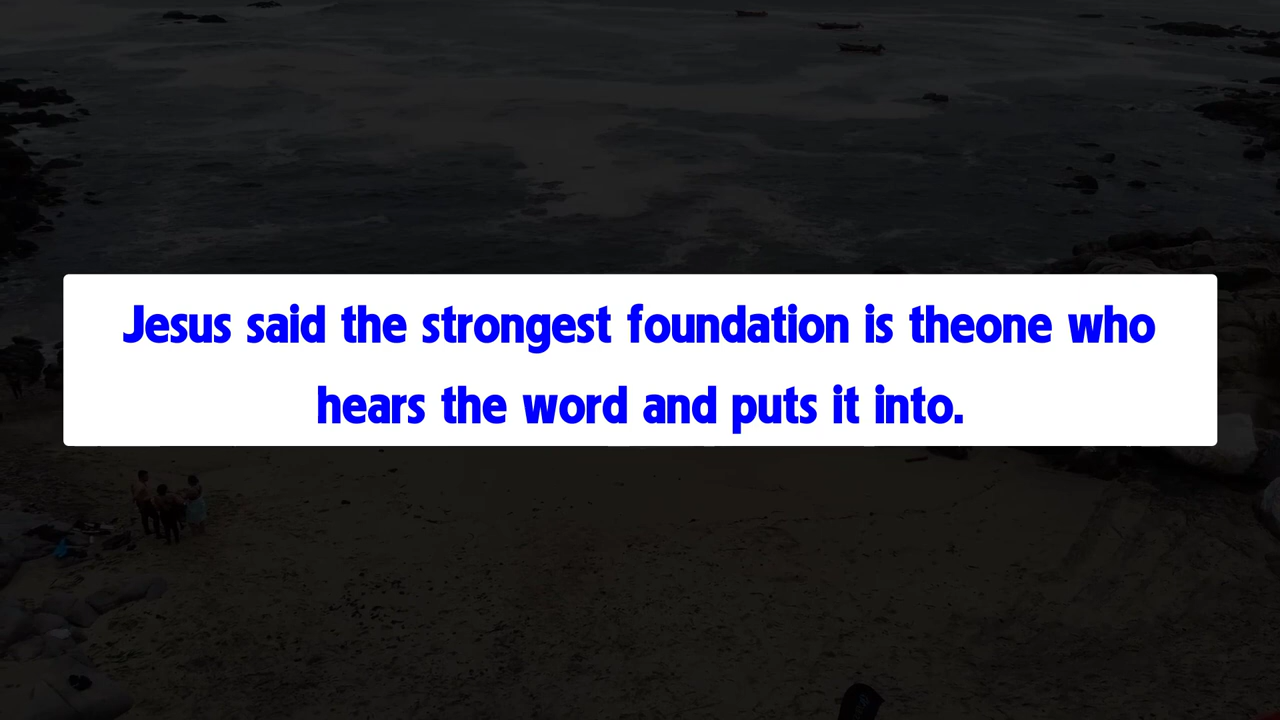 Jesus said the strongest foundation is theone who
hears the word and puts it into.